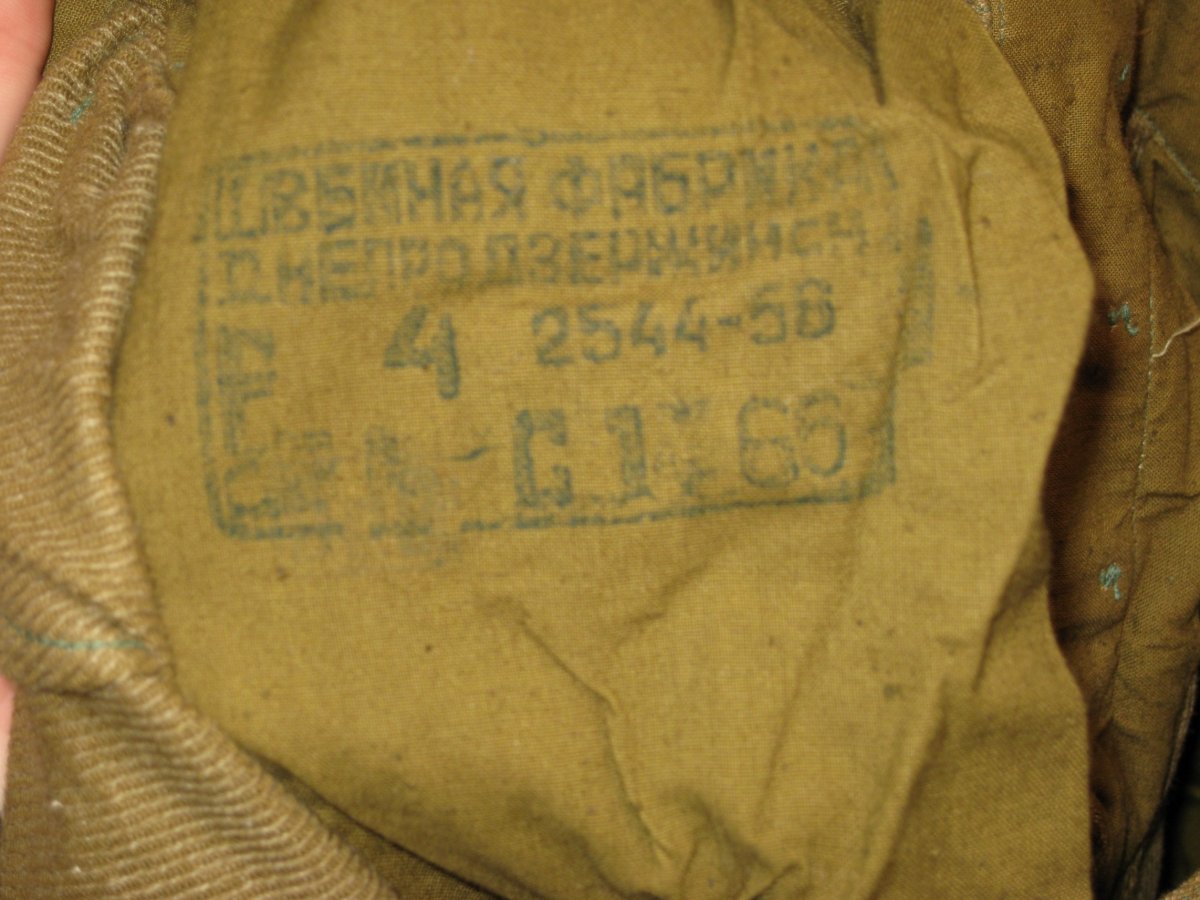 ШВЕЙНАЯ ФАБРИКА
ДНЕПРОДЗЕРЖИНСК
4 2544-56
С 1 66